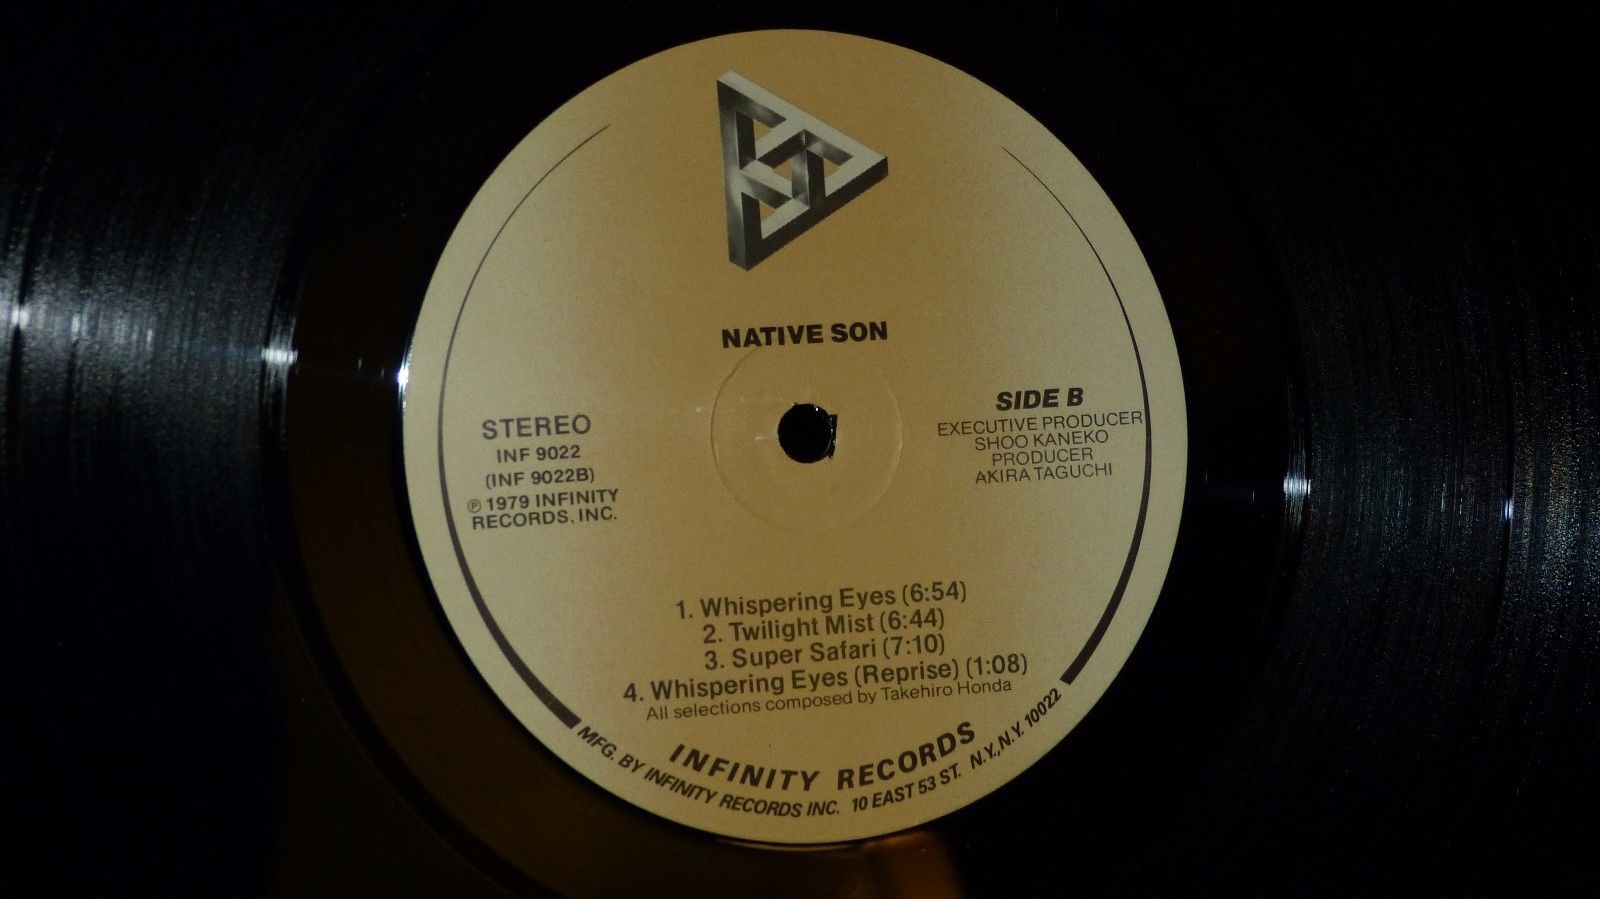 NATIVE SON
STEREO
INF 9022
(INF 9022B)
℗ 1979 INFINITY
RECORDS, INC.
SIDE B
EXECUTIVE PRODUCER
SHOO KANEKO
PRODUCER
AKIRA TAGUCHI
1. Whispering Eyes (6:54)
2. Twilight Mist (6:44)
3. Super Safari (7:10)
4. Whispering Eyes (Reprise) (1:08)
All selections composed by Takehiro Honda
INFINITY RECORDS
MFG. BY INFINITY RECORDS INC. 10 EAST 53 ST. N.Y., N.Y. 10022